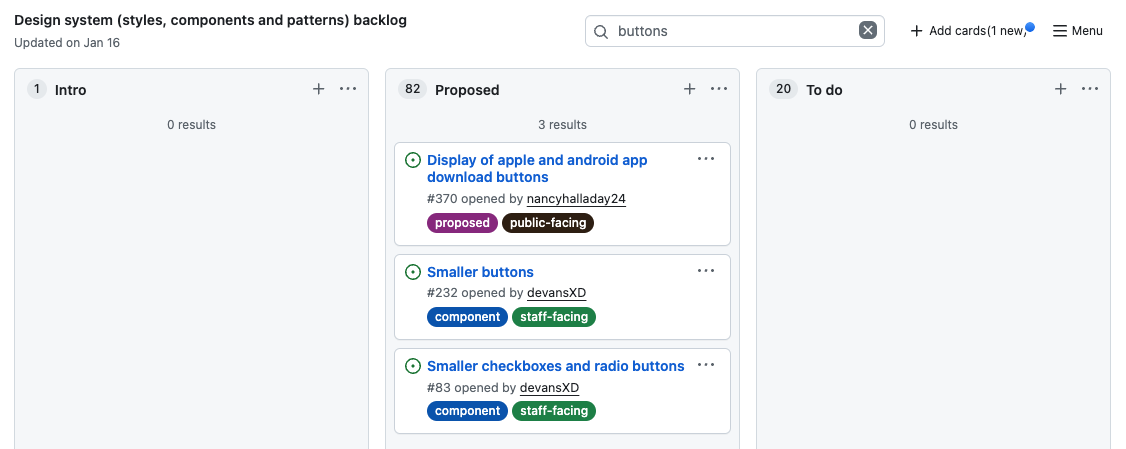 Design system (styles, components and patterns) backlog
Updated on Jan 16
buttons
Add cards(1 new)
Menu
1 Intro
0 results
82 Proposed
3 results
Display of apple and android app
download buttons
#370 opened by nancyhalladay24
proposed public-facing
Smaller buttons
#232 opened by devansXD
component staff-facing
Smaller checkboxes and radio buttons
#83 opened by devansXD
component staff-facing
20 To do
0 results